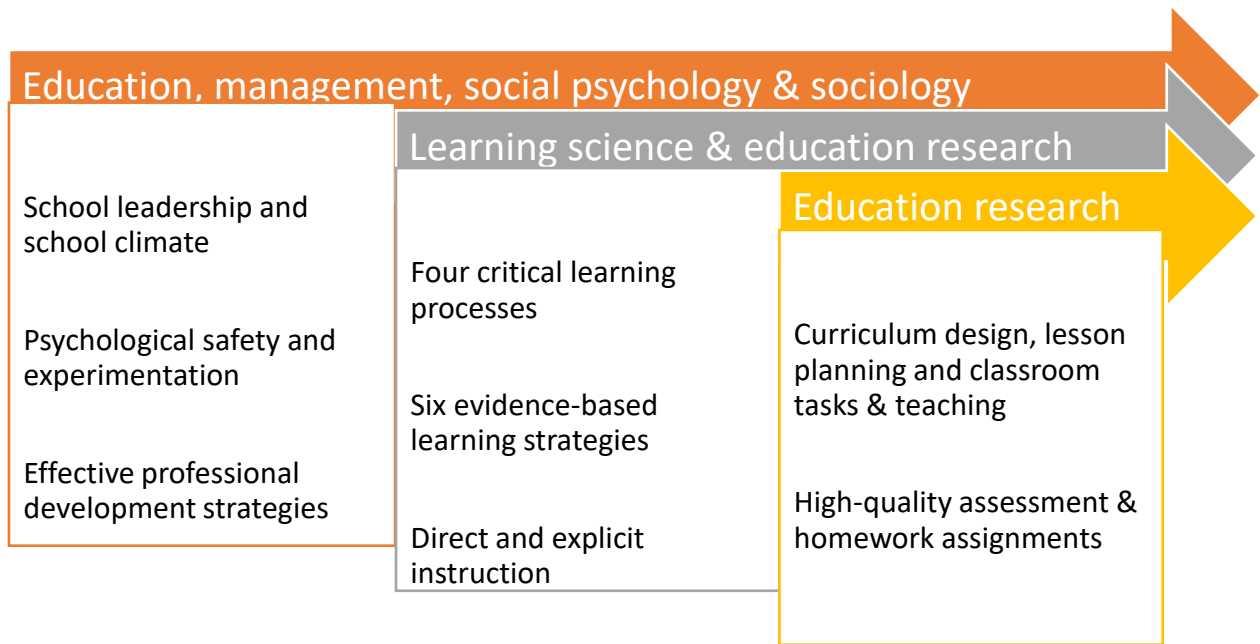 Education, management, social psychology & sociology
School leadership and
school climate
Psychological safety and
experimentation
Effective professional
development strategies
Learning science & education research
Four critical learning
processes
Six evidence-based
learning strategies
Direct and explicit
instruction
Education research
Curriculum design, lesson
planning and classroom
tasks & teaching
High-quality assessment &
homework assignments